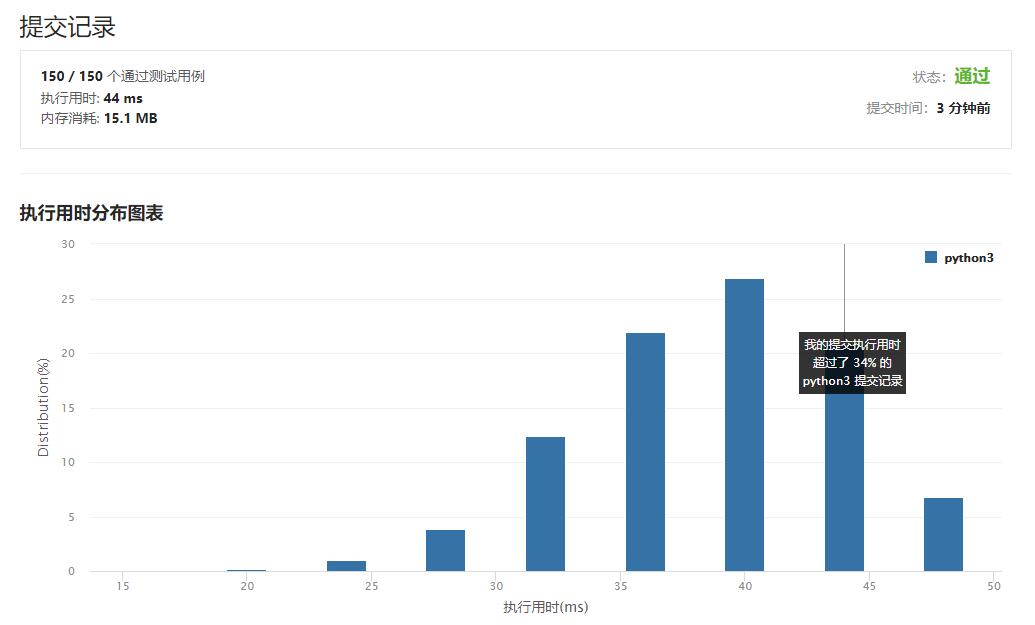 提交记录
150 / 150 个通过测试用例
状态：通过
执行用时: 44 ms
提交时间：3 分钟前
内存消耗: 15.1 MB
执行用时分布图表
python3
30
25
20
15
10
5
0
Distribution(%)
我的提交执行用时
超过了 34% 的
python3 提交记录
15 20 25 30 35 40 45 50
执行用时(ms)